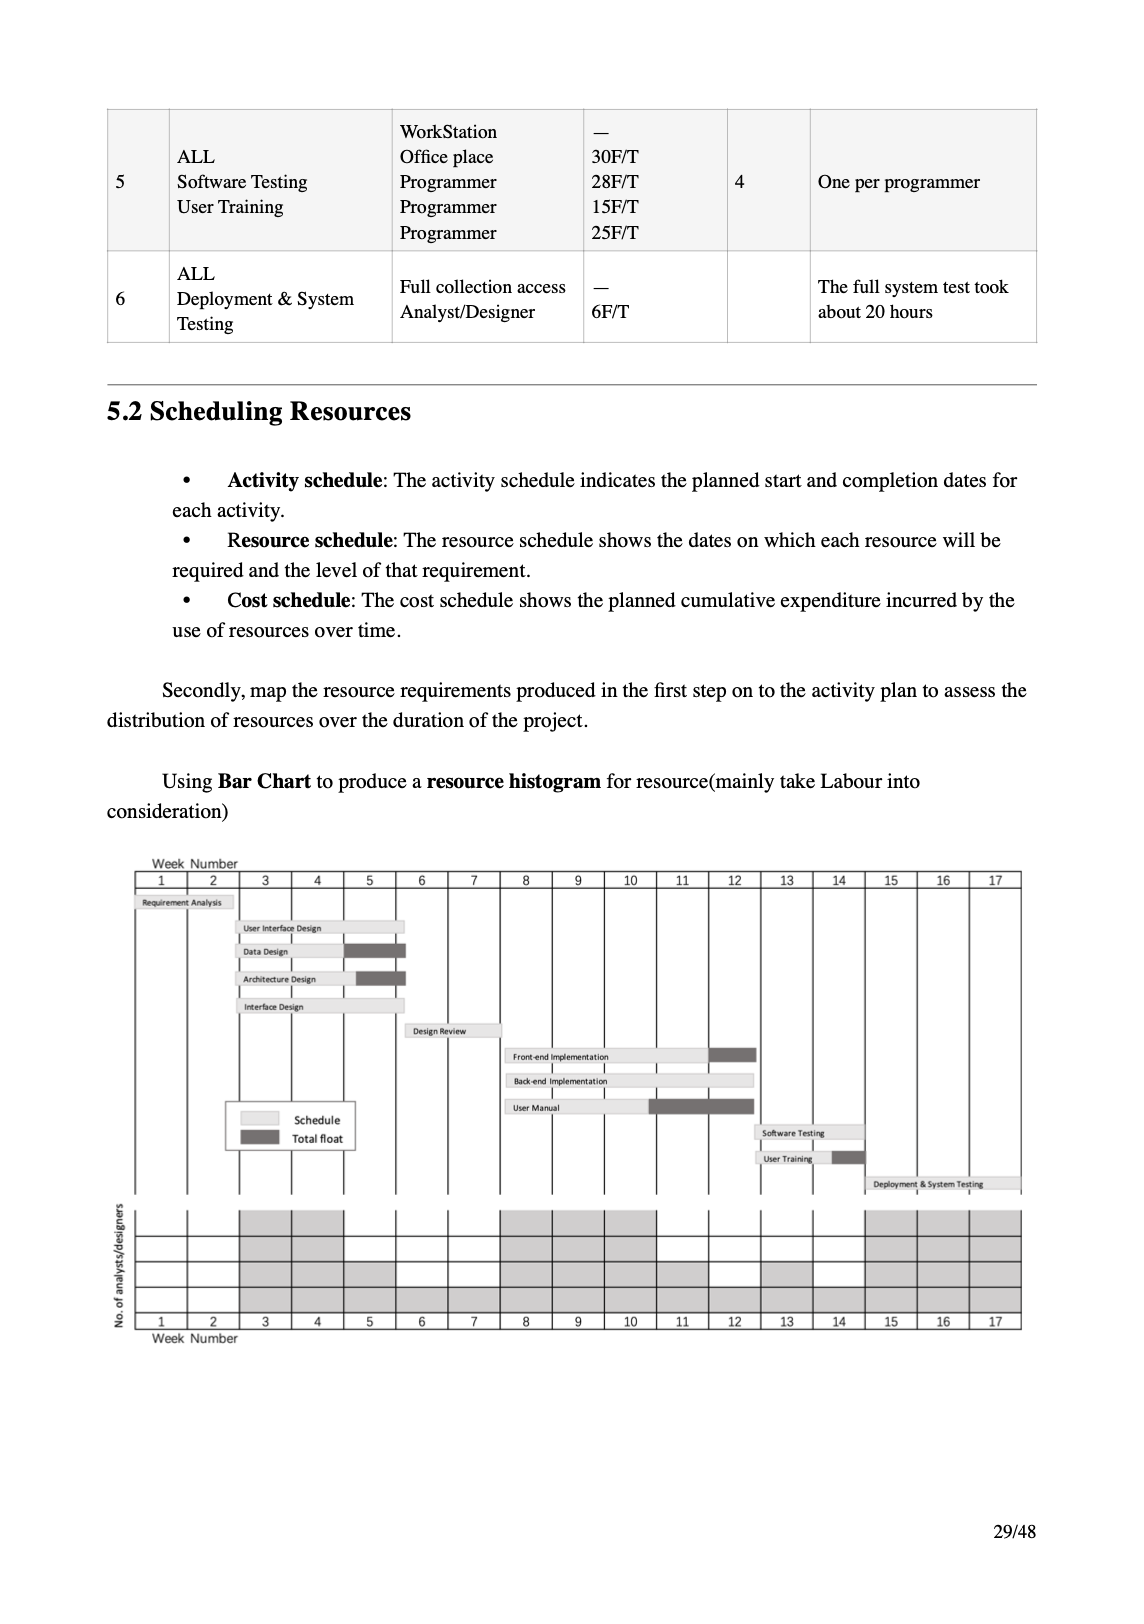 5
ALL
Software Testing
User Training
WorkStation
Office place
Programmer
Programmer
Programmer
—
30F/T
28F/T
15F/T
25F/T
4
One per programmer
6
ALL
Deployment & System
Testing
Full collection access
Analyst/Designer
—
6F/T
The full system test took
about 20 hours
5.2 Scheduling Resources
• Activity schedule: The activity schedule indicates the planned start and completion dates for
each activity.
• Resource schedule: The resource schedule shows the dates on which each resource will be
required and the level of that requirement.
• Cost schedule: The cost schedule shows the planned cumulative expenditure incurred by the
use of resources over time.
Secondly, map the resource requirements produced in the first step on to the activity plan to assess the
distribution of resources over the duration of the project.
Using Bar Chart to produce a resource histogram for resource(mainly take Labour into
consideration)
Week Number
1 2 3 4 5 6 7 8 9 10 11 12 13 14 15 16 17
Requirement Analysis
User Interface Design
Data Design
Architecture Design
Interface Design
Design Review
Front-end Implementation
Back-end Implementation
User Manual
Schedule
Total float
Software Testing
User Training
Deployment & System Testing
No. of analysts/designers
1 2 3 4 5 6 7 8 9 10 11 12 13 14 15 16 17
Week Number
29/48